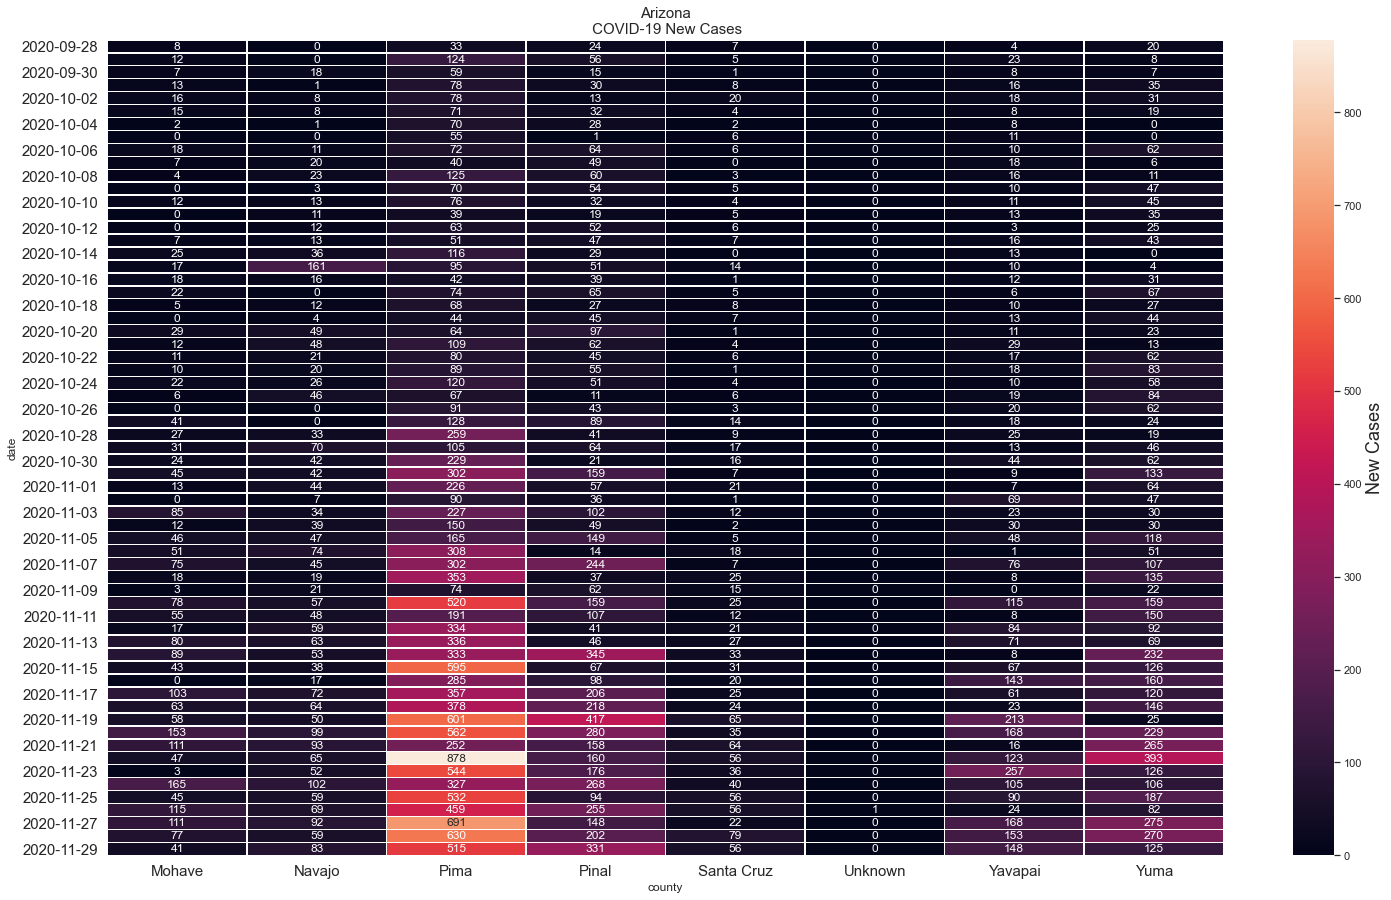 Arizona
COVID-19 New Cases
2020-09-28 8 0 33 24 7 0 4 20
12 0 124 56 5 0 23 8
2020-09-30 7 18 59 15 1 0 8 7
13 1 78 30 8 0 16 35
2020-10-02 16 8 78 13 20 0 18 31
15 8 71 32 4 0 8 19
2020-10-04 2 1 70 28 2 0 8 0
0 0 55 1 6 0 11 0
2020-10-06 18 11 72 64 6 0 10 62
7 20 40 49 0 0 18 6
2020-10-08 4 23 125 60 3 0 16 11
0 3 70 54 5 0 10 47
2020-10-10 12 13 76 32 4 0 11 45
0 11 39 19 5 0 13 35
2020-10-12 0 12 63 52 6 0 3 25
7 13 51 47 7 0 16 43
2020-10-14 25 36 116 29 0 0 13 0
17 161 95 51 14 0 10 4
2020-10-16 18 16 42 39 1 0 12 31
22 0 74 65 5 0 6 67
2020-10-18 5 12 68 27 8 0 10 27
0 4 44 45 7 0 13 44
2020-10-20 29 49 64 97 1 0 11 23
12 48 109 62 4 0 29 13
2020-10-22 11 21 80 45 6 0 17 62
10 20 89 55 1 0 18 83
2020-10-24 22 26 120 51 4 0 10 58
6 46 67 11 6 0 19 84
2020-10-26 0 0 91 43 3 0 20 62
41 0 128 89 14 0 18 24
2020-10-28 27 33 259 41 9 0 25 19
31 70 105 64 17 0 13 46
2020-10-30 24 42 229 21 16 0 44 62
45 42 302 159 7 0 9 133
2020-11-01 13 44 226 57 21 0 7 64
0 7 90 36 1 0 69 47
2020-11-03 85 34 227 102 12 0 23 30
12 39 150 49 2 0 30 30
2020-11-05 46 47 165 149 5 0 48 118
51 74 308 14 18 0 1 51
2020-11-07 75 45 302 244 7 0 76 107
18 19 353 37 25 0 8 135
2020-11-09 3 21 74 62 15 0 0 22
78 57 520 159 25 0 115 159
2020-11-11 55 48 191 107 12 0 8 150
17 59 334 41 21 0 84 92
2020-11-13 80 63 336 46 27 0 71 69
89 53 333 345 33 0 8 232
2020-11-15 43 38 595 67 31 0 67 126
0 17 285 98 20 0 143 160
2020-11-17 103 72 357 206 25 0 61 120
63 64 378 218 24 0 23 146
2020-11-19 58 50 601 417 65 0 213 25
153 99 562 280 35 0 168 229
2020-11-21 111 93 252 158 64 0 16 265
47 65 878 160 56 0 123 393
2020-11-23 3 52 544 176 36 0 257 126
165 102 327 268 40 0 105 106
2020-11-25 45 59 532 94 56 0 90 187
115 69 459 255 56 1 24 82
2020-11-27 111 92 691 148 22 0 168 275
77 59 630 202 79 0 153 270
2020-11-29 41 83 515 331 56 0 148 125
Mohave Navajo Pima Pinal Santa Cruz Unknown Yavapai Yuma
county
date
800
700
600
500
400
300
200
100
0
New Cases